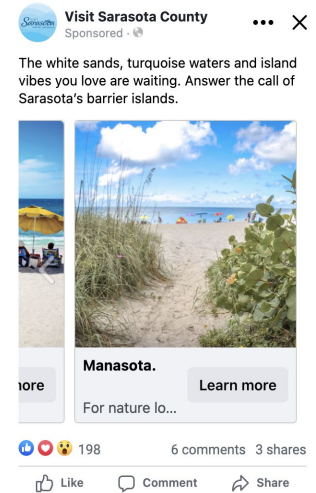 Sarasota
Visit Sarasota County
Sponsored ·
The white sands, turquoise waters and island
vibes you love are waiting. Answer the call of
Sarasota's barrier islands.
nore
Manasota.
For nature lo...
Learn more
198
6 comments 3 shares
Like
Comment
Share